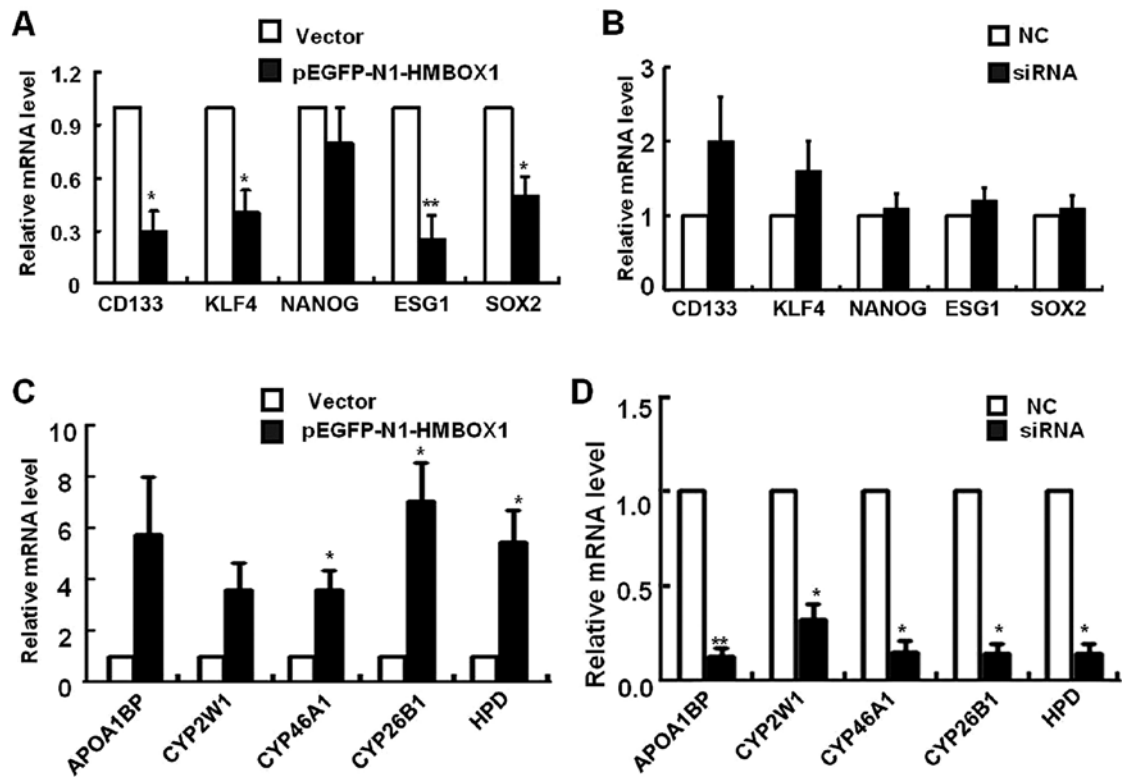 A
Vector
pEGFP-N1-HMBOX1
Relative mRNA level
1.2
0.9
0.6
0.3
0
* * ** *
CD133 KLF4 NANOG ESG1 SOX2
B
NC
siRNA
Relative mRNA level
3
2
1
0
CD133 KLF4 NANOG ESG1 SOX2
C
Vector
pEGFP-N1-HMBOX1
Relative mRNA level
10
8
6
4
2
0
* * *
APOA1BP CYP2W1 CYP46A1 CYP26B1 HPD
D
NC
siRNA
Relative mRNA level
1.5
1.0
0.5
0.0
** * * * *
APOA1BP CYP2W1 CYP46A1 CYP26B1 HPD